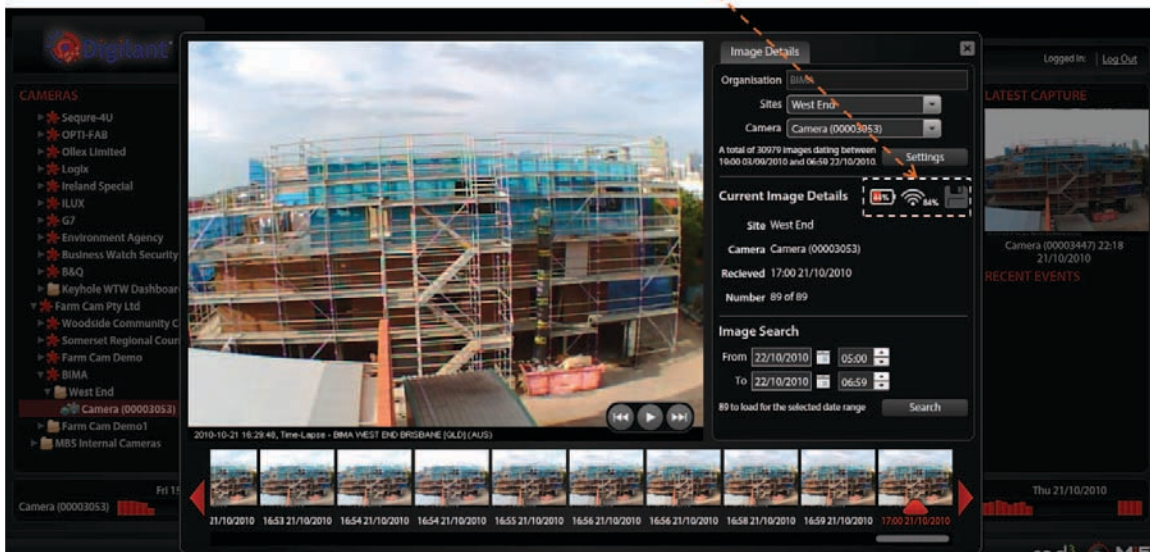 Digilant
Logged In: | Log Out
CAMERAS
Sequre-4U
OPTI-FAB
Ollex Limited
Logix
Ireland Special
iLUX
G7
Environment Agency
Business Watch Security
B&Q
Keyhole WTW Dashboar
Farm Cam Pty Ltd
Woodside Community C
Somerset Regional Coun
Farm Cam Demo
BIMA
West End
Camera (00003053)
Farm Cam Demo1
MBS Internal Cameras
Image Details
Organisation BIMA
Sites West End
Camera Camera (00003053)
A total of 30979 images dating between
19:00 03/09/2010 and 06:59 22/10/2010.
Settings
Current Image Details 84%
Site West End
Camera Camera (00003053)
Recieved 17:00 21/10/2010
Number 89 of 89
Image Search
From 22/10/2010 05:00
To 22/10/2010 06:59
89 to load for the selected date range Search
LATEST CAPTURE
Camera (00003447) 22:18
21/10/2010
RECENT EVENTS
2010-10-21 16:29:48, Time-Lapse - BIMA WEST END BRISBANE [QLD] (AUS)
21/10/2010 16:53 21/10/2010 16:54 21/10/2010 16:54 21/10/2010 16:55 21/10/2010 16:56 21/10/2010 16:56 21/10/2010 16:58 21/10/2010 16:59 21/10/2010 17:00 21/10/2010
Fri 15
Camera (00003053)
Thu 21/10/2010